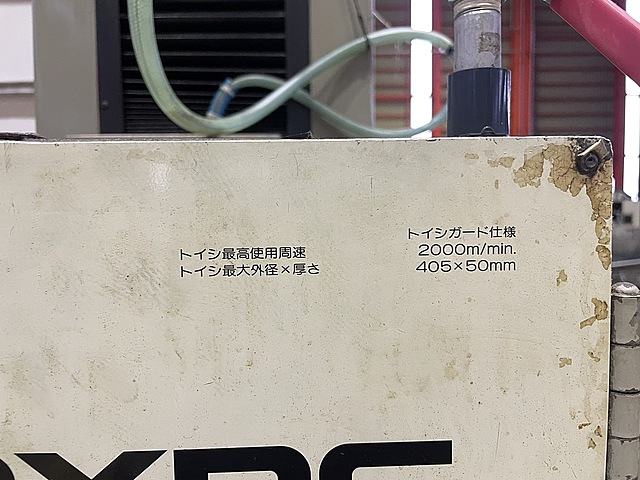 トイシガード仕様
トイシ最高使用周速 2000m/min.
トイシ最大外径×厚さ 405×50mm